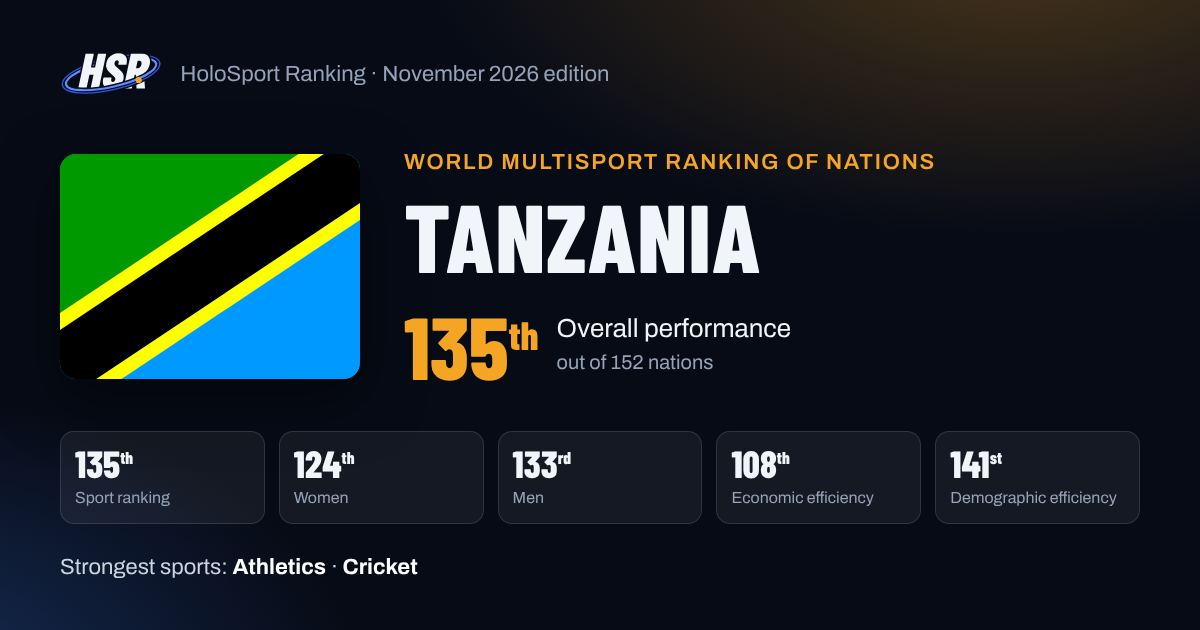 HSR
HoloSport Ranking · November 2026 edition
WORLD MULTISPORT RANKING OF NATIONS
TANZANIA
135th
Overall performance
out of 152 nations
135th
Sport ranking
124th
Women
133rd
Men
108th
Economic efficiency
141st
Demographic efficiency
Strongest sports: Athletics · Cricket